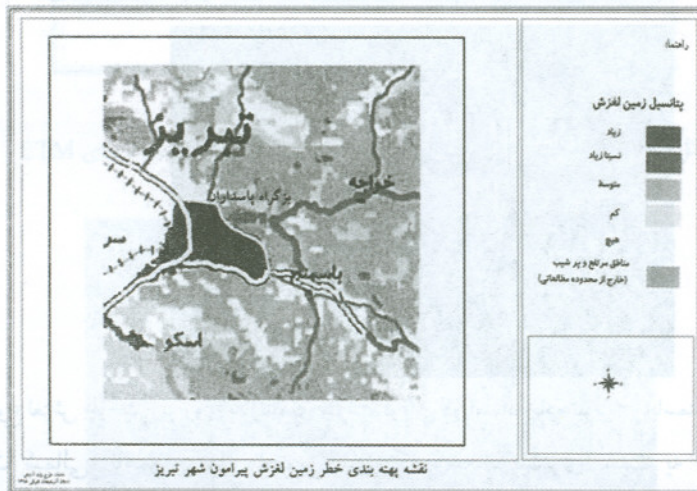 راهنما:
پتانسیل زمین لغزش
زیاد
نسبتا زیاد
متوسط
کم
هیچ
مناطق مرتفع و پر شیب
(خارج از محدوده مطالعاتی)
تبریز
خواجه
بزرگراه پاسداران
باسمنج
اسکو
نقشه پهنه بندی خطر زمین لغزش پیرامون شهر تبریز